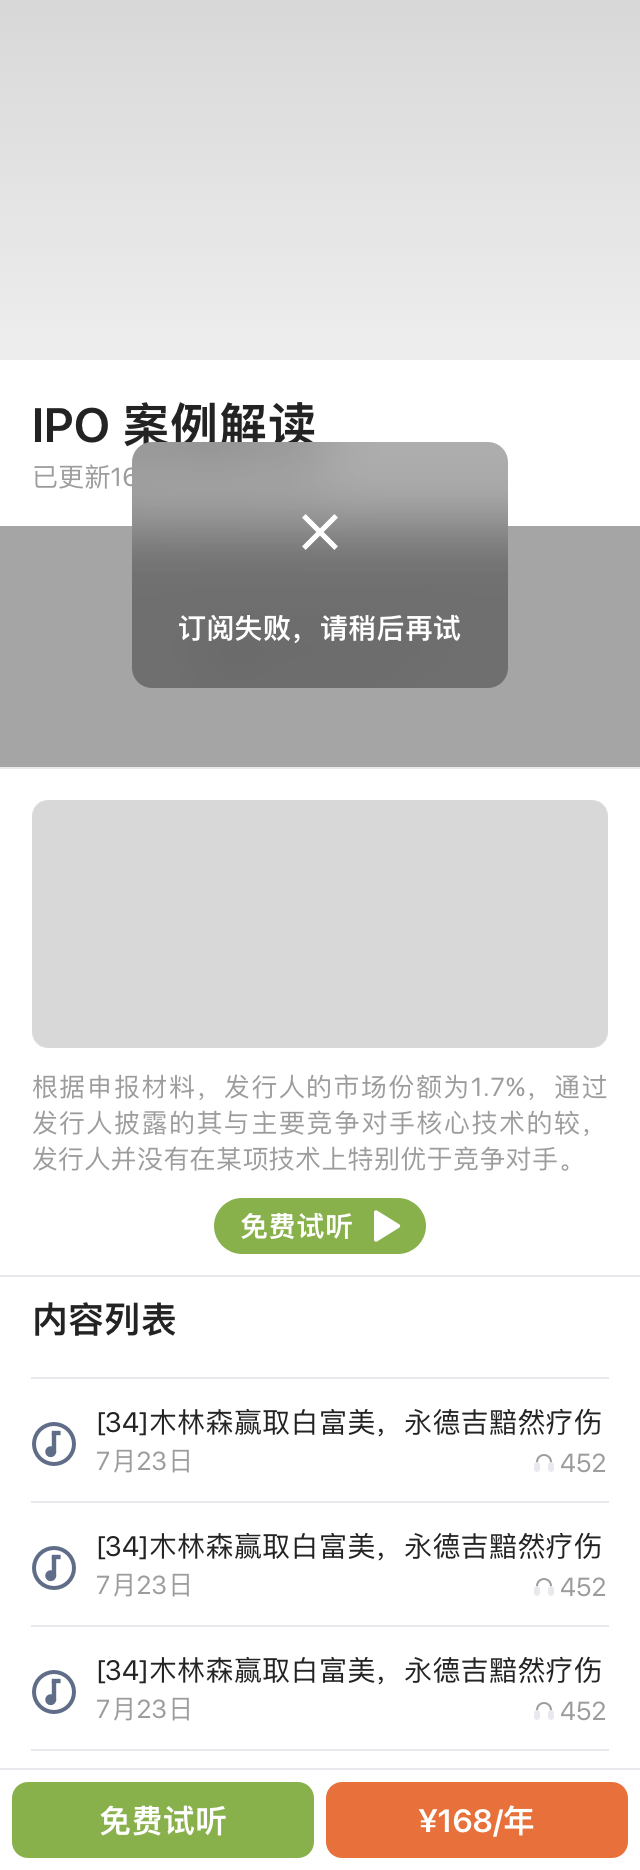 IPO 案例解读
已更新16
订阅失败，请稍后再试
根据申报材料，发行人的市场份额为1.7%，通过
发行人披露的其与主要竞争对手核心技术的较，
发行人并没有在某项技术上特别优于竞争对手。
免费试听
内容列表
[34]木林森赢取白富美，永德吉黯然疗伤
7月23日 452
[34]木林森赢取白富美，永德吉黯然疗伤
7月23日 452
[34]木林森赢取白富美，永德吉黯然疗伤
7月23日 452
免费试听 ¥168/年